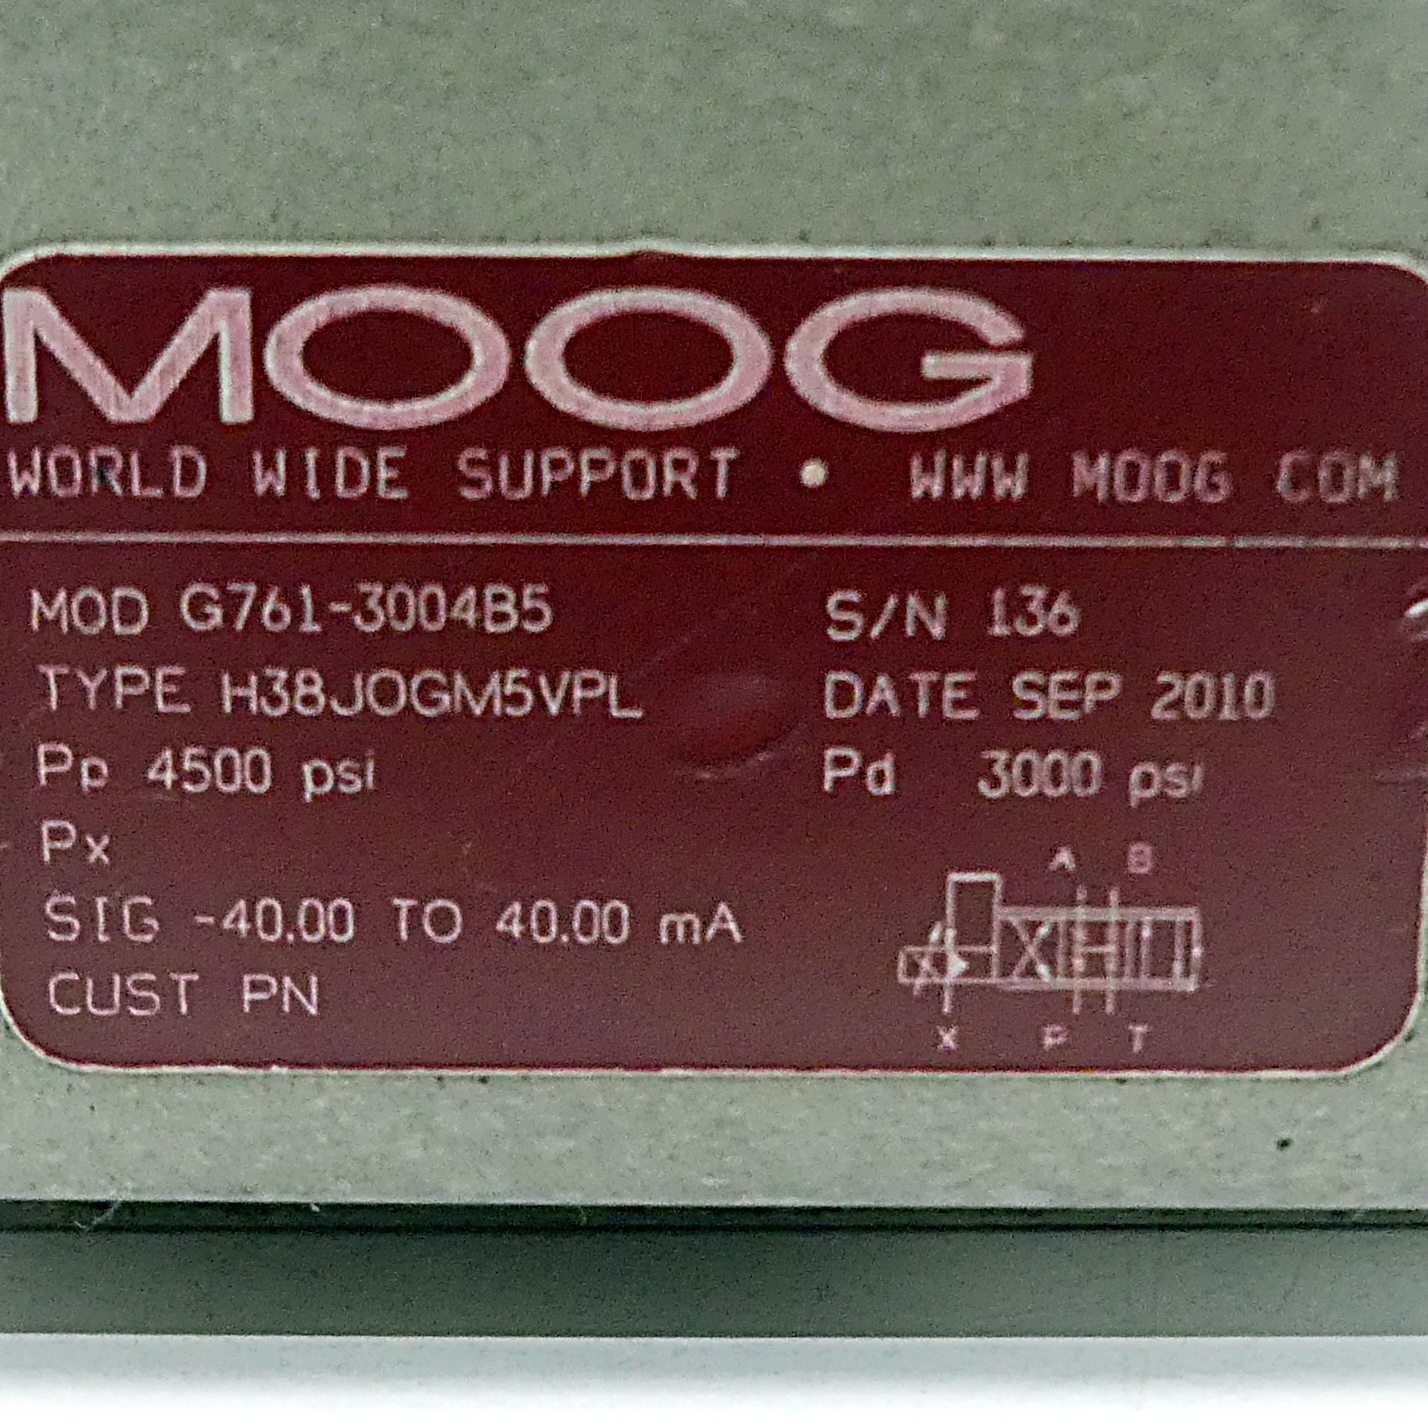 MOOG
WORLD WIDE SUPPORT • WWW MOOG COM
MOD G761-3004B5 S/N 136
TYPE H38JOGM5VPL DATE SEP 2010
Pp 4500 psi Pd 3000 psi
Px
A B
SIG -40.00 TO 40.00 mA
CUST PN
X P T